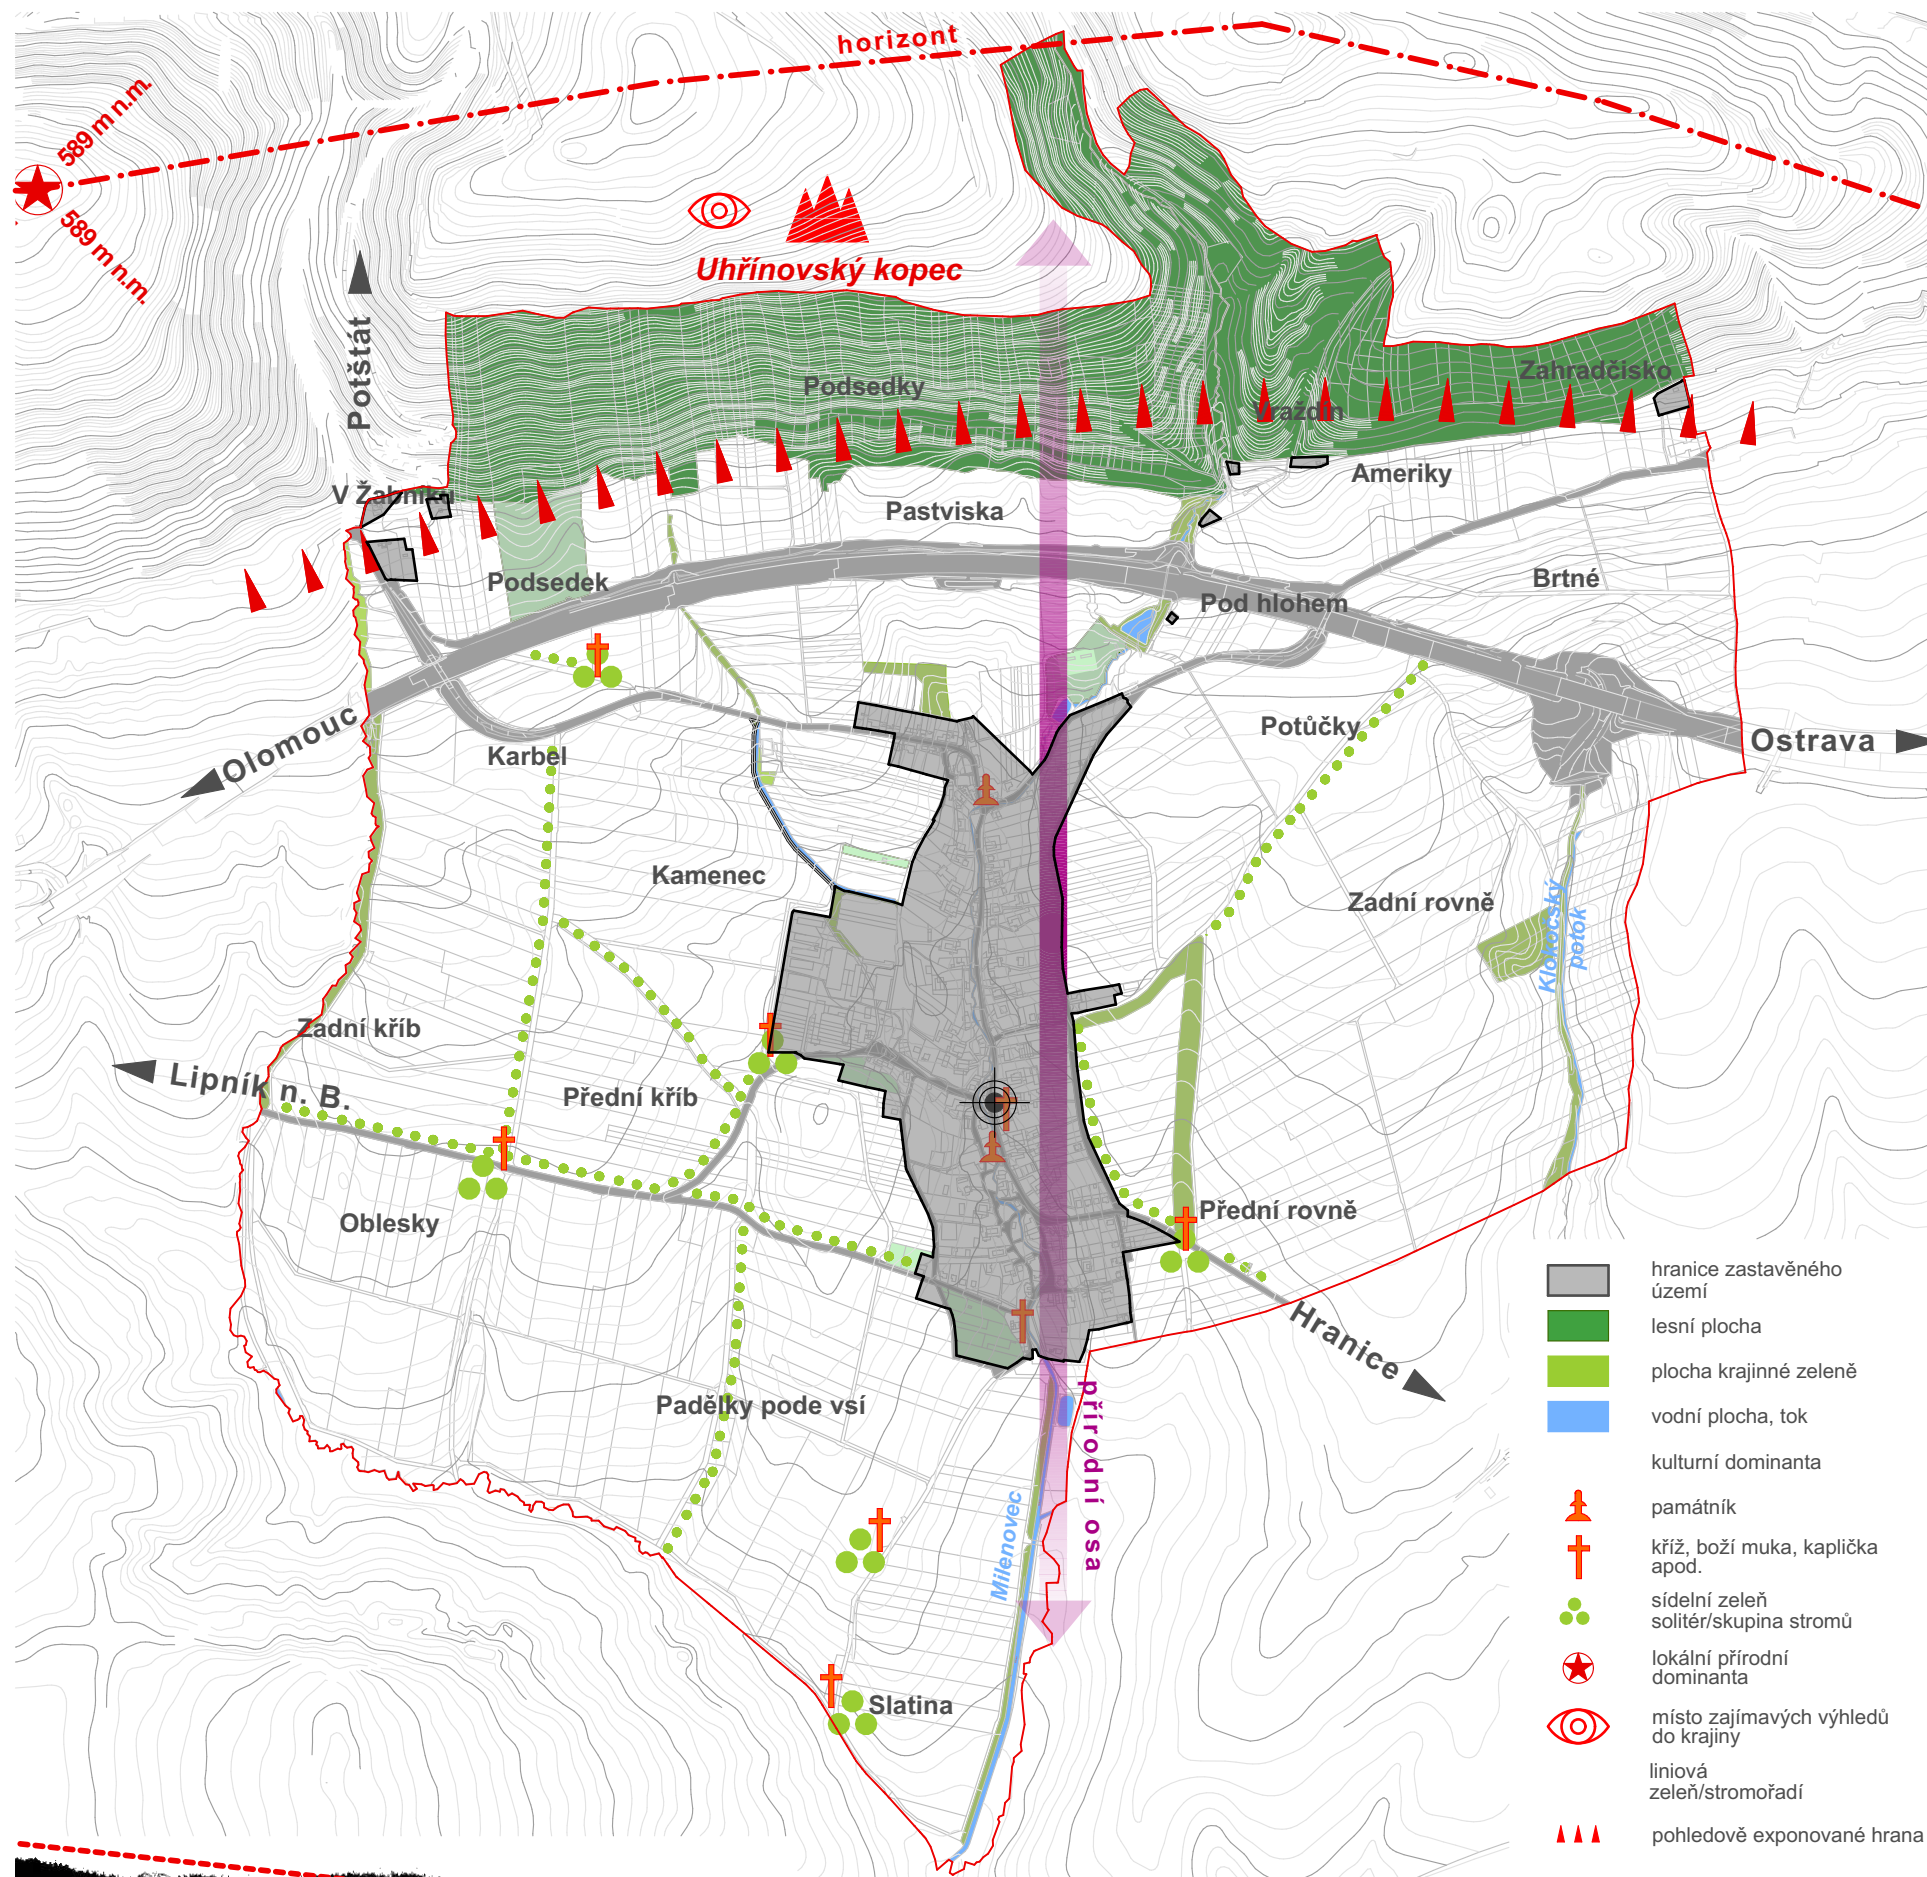 horizont
589 m n.m.
589 m n.m.
Uhřínovský kopec
Potštát
Podsedky
Zahradčisko
Vraždin
V Žabníku
Ameriky
Pastviska
Podsedek
Brtné
Pod hlohem
Olomouc
Karbel
Potůčky
Ostrava
Kamenec
Zadní rovně
Klokočský
potok
Zadní kříb
Lipník n. B.
Přední kříb
Oblesky
Přední rovně
Hranice
Padělky pode vsí
přírodní osa
Milenovec
Slatina
hranice zastavěného
území
lesní plocha
plocha krajinné zeleně
vodní plocha, tok
kulturní dominanta
památník
kříž, boží muka, kaplička
apod.
sídelní zeleň
solitér/skupina stromů
lokální přírodní
dominanta
místo zajímavých výhledů
do krajiny
liniová
zeleň/stromořadí
pohledově exponované hrana